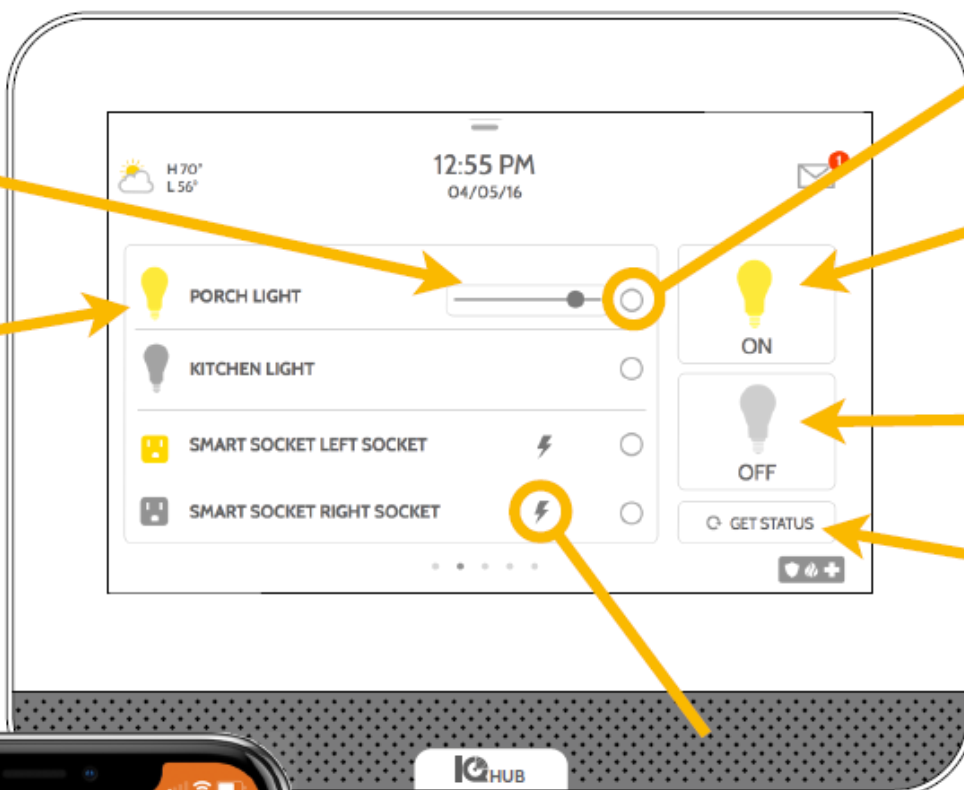 H 70°
L 56°
12:55 PM
04/05/16
1
PORCH LIGHT
KITCHEN LIGHT
SMART SOCKET LEFT SOCKET
SMART SOCKET RIGHT SOCKET
ON
OFF
GET STATUS
IQ HUB